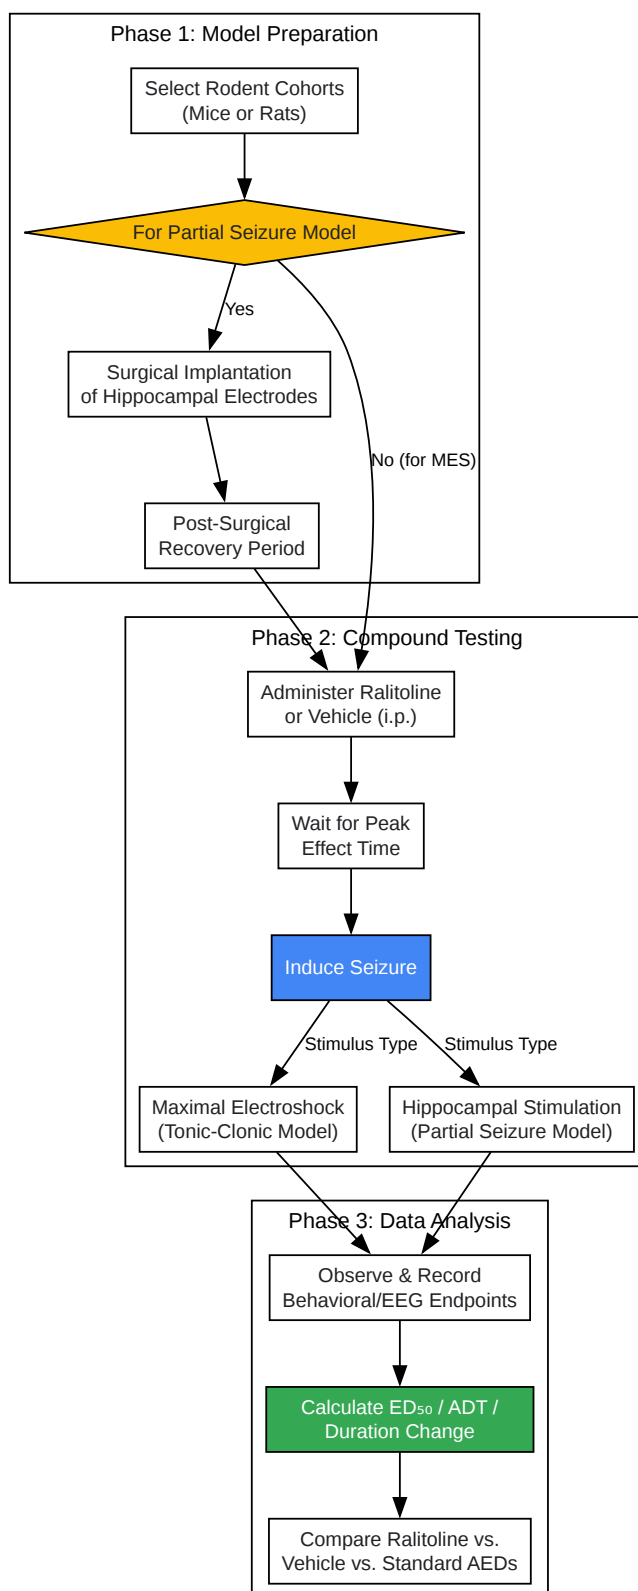 Phase 1: Model Preparation
Select Rodent Cohorts
(Mice or Rats)
For Partial Seizure Model
Yes
Surgical Implantation
of Hippocampal Electrodes
No (for MES)
Post-Surgical
Recovery Period
Phase 2: Compound Testing
Administer Ralitoline
or Vehicle (i.p.)
Wait for Peak
Effect Time
Induce Seizure
Stimulus Type
Stimulus Type
Maximal Electroshock
(Tonic-Clonic Model)
Hippocampal Stimulation
(Partial Seizure Model)
Phase 3: Data Analysis
Observe & Record
Behavioral/EEG Endpoints
Calculate ED₅₀ / ADT /
Duration Change
Compare Ralitoline vs.
Vehicle vs. Standard AEDs